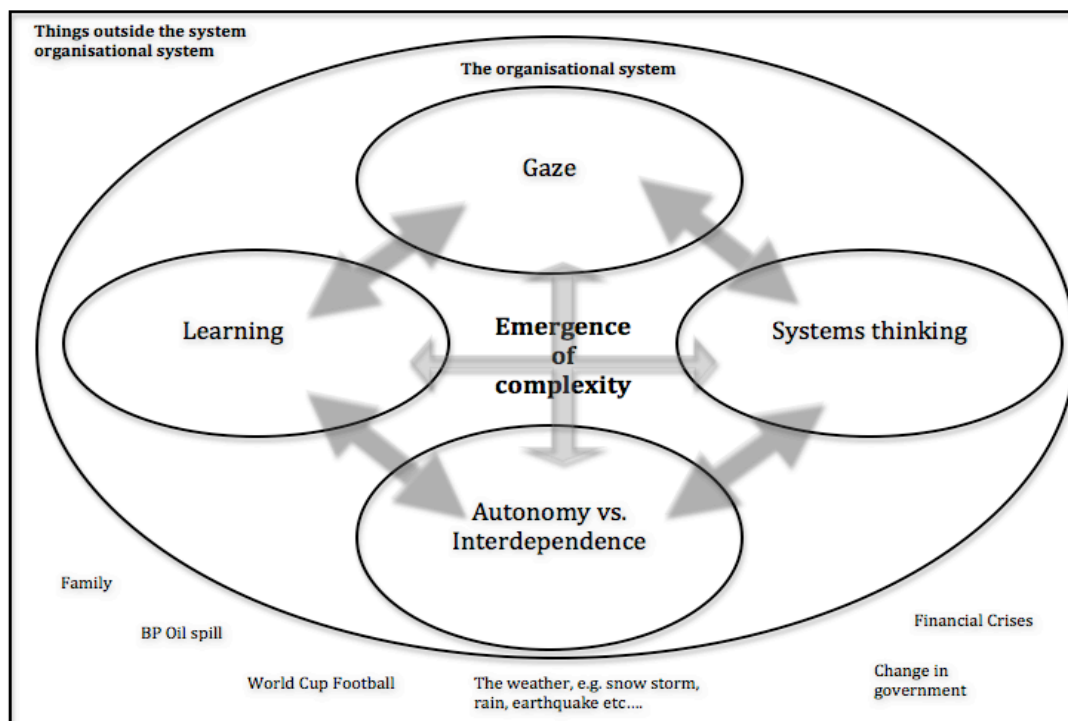 Things outside the system
organisational system
The organisational system
Gaze
Learning
Emergence
of
complexity
Systems thinking
Autonomy vs.
Interdependence
Family
BP Oil spill
World Cup Football
The weather, e.g. snow storm,
rain, earthquake etc....
Financial Crises
Change in
government